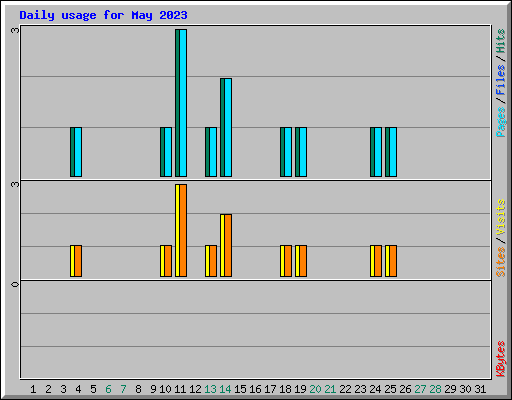 Daily usage for May 2023
3
3
0
Pages / Files / Hits
Sites / Visits
KBytes
1 2 3 4 5 6 7 8 9 10 11 12 13 14 15 16 17 18 19 20 21 22 23 24 25 26 27 28 29 30 31